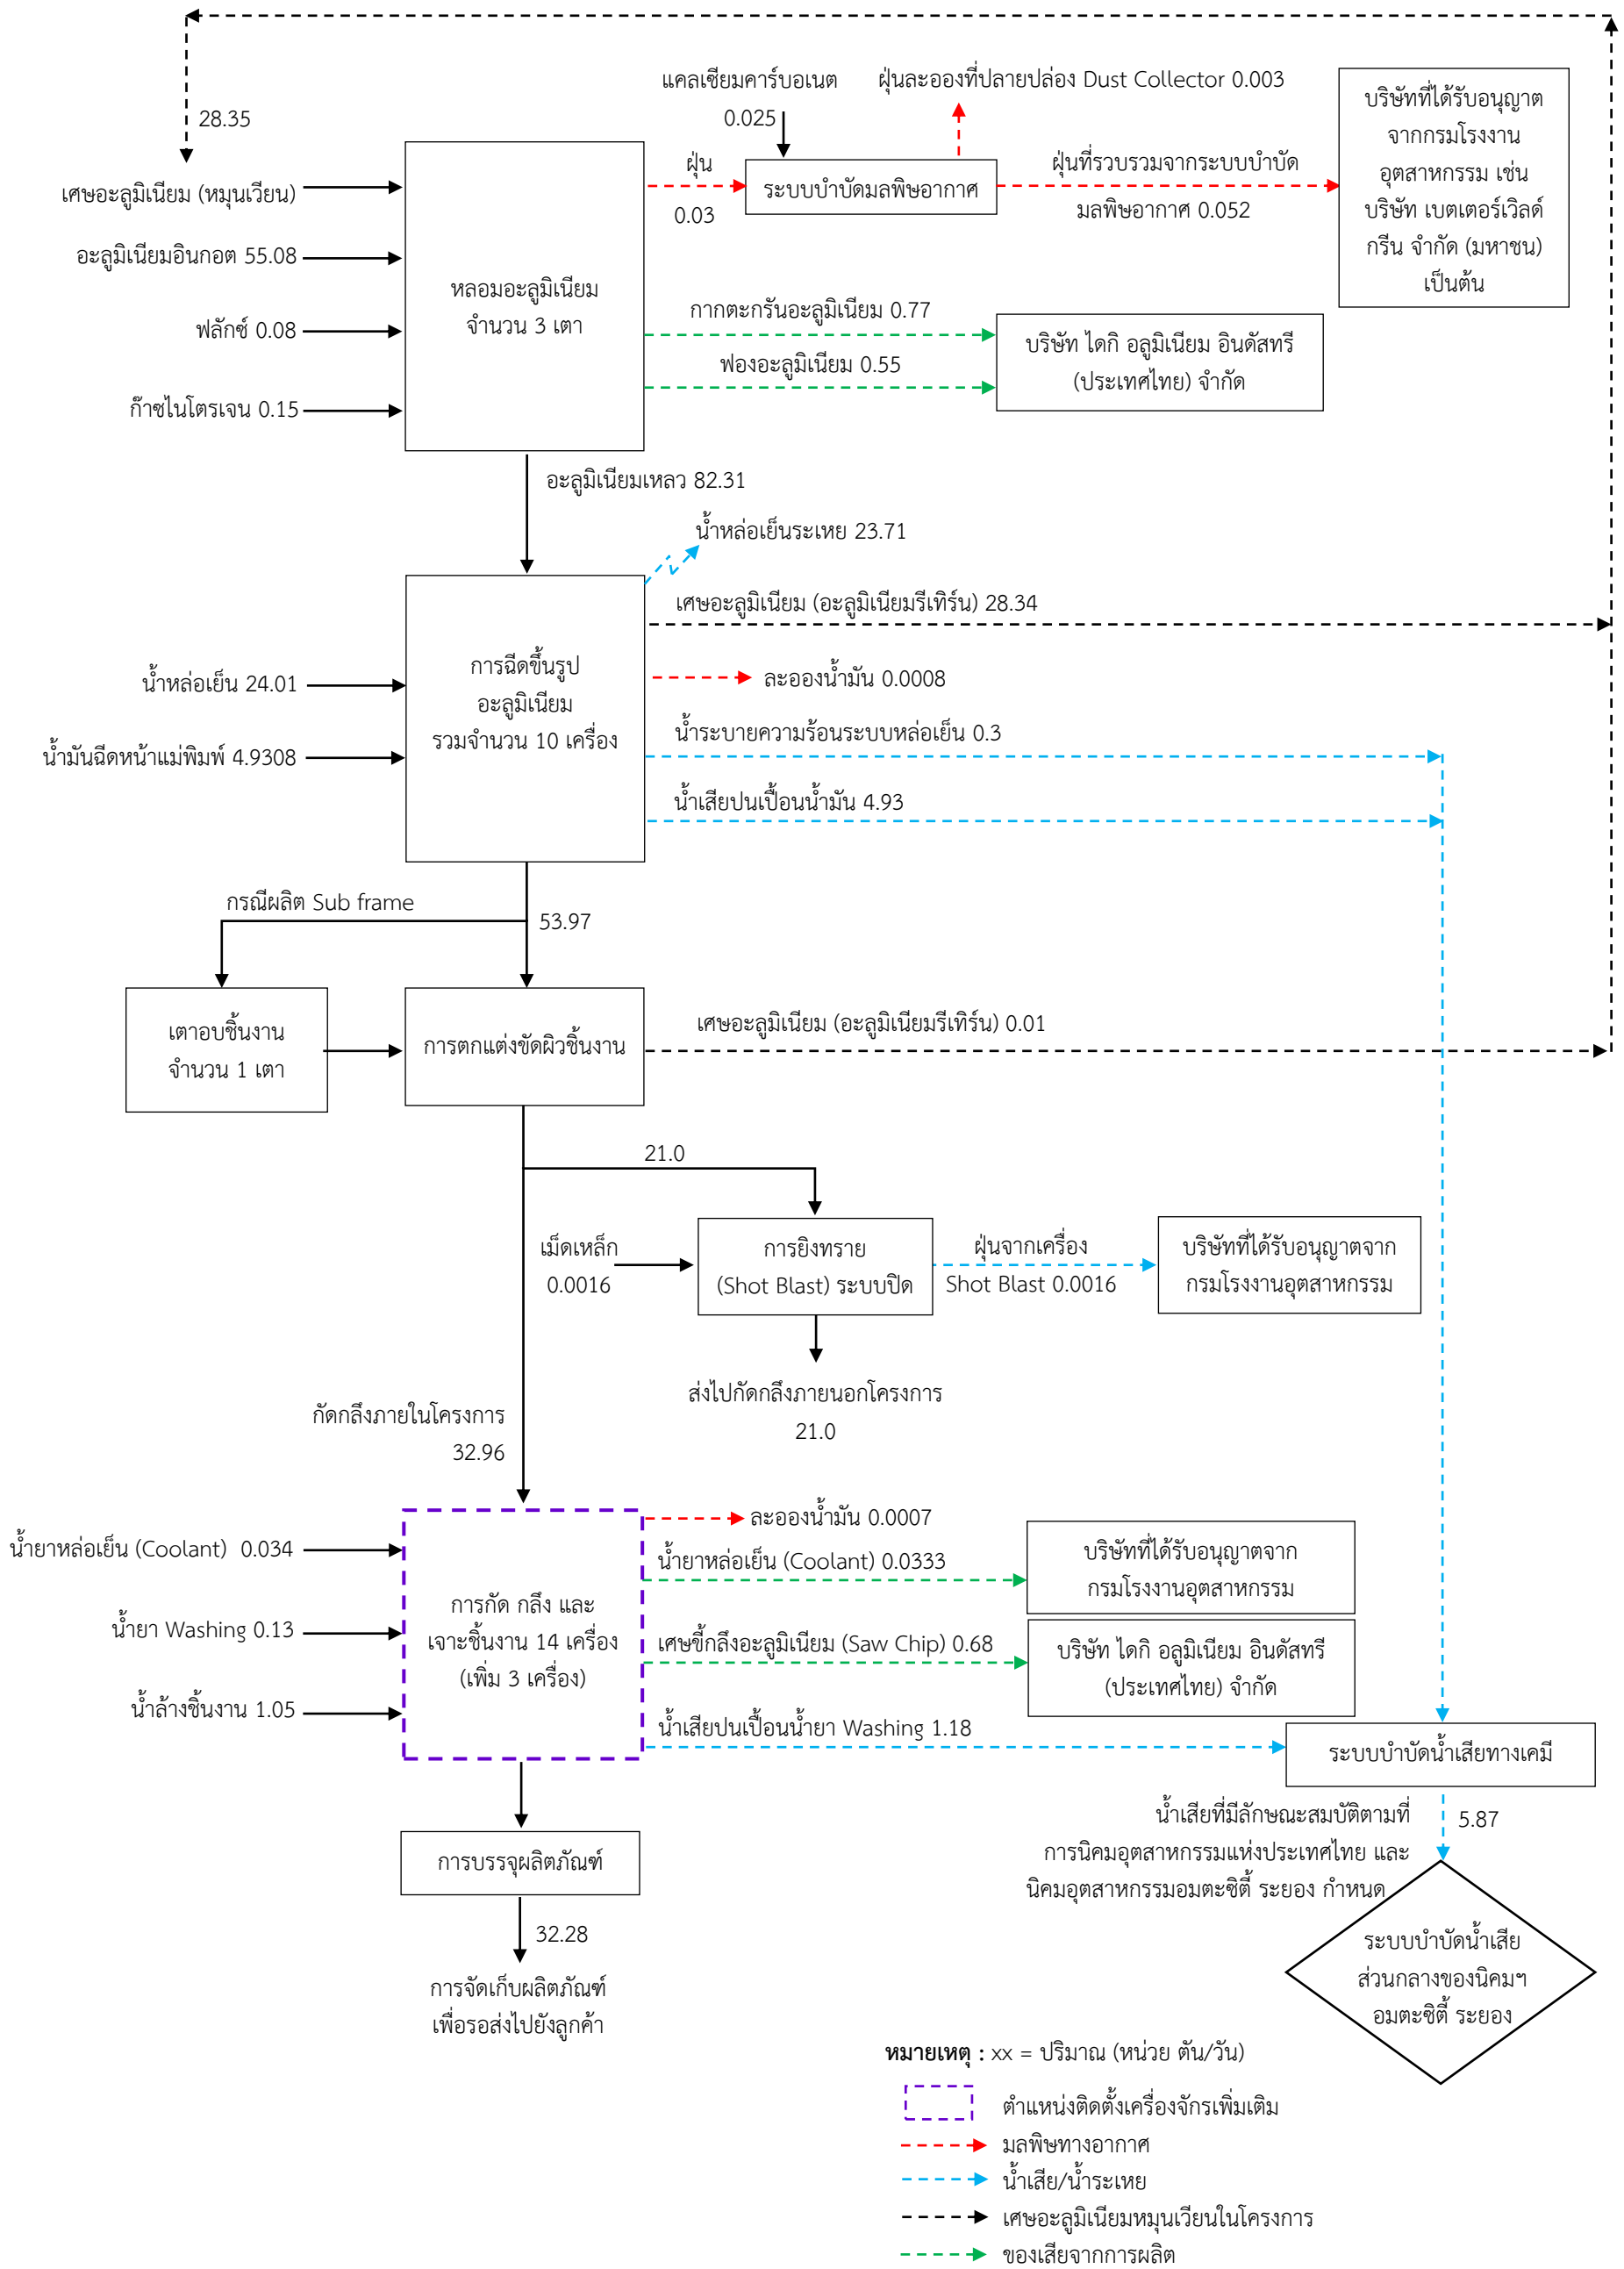 28.35
แคลเซียมคาร์บอเนต
0.025
ฝุ่นละอองที่ปลายปล่อง Dust Collector 0.003
บริษัทที่ได้รับอนุญาต
จากกรมโรงงาน
อุตสาหกรรม เช่น
บริษัท เบตเตอร์เวิลด์
กรีน จำกัด (มหาชน)
เป็นต้น
เศษอะลูมิเนียม (หมุนเวียน)
อะลูมิเนียมอินกอต 55.08
ฟลักซ์ 0.08
ก๊าซไนโตรเจน 0.15
หลอมอะลูมิเนียม
จำนวน 3 เตา
ฝุ่น
0.03
ระบบบำบัดมลพิษอากาศ
ฝุ่นที่รวบรวมจากระบบบำบัด
มลพิษอากาศ 0.052
กากตะกรันอะลูมิเนียม 0.77
ฟองอะลูมิเนียม 0.55
บริษัท ไดกิ อลูมิเนียม อินดัสทรี
(ประเทศไทย) จำกัด
อะลูมิเนียมเหลว 82.31
น้ำหล่อเย็นระเหย 23.71
เศษอะลูมิเนียม (อะลูมิเนียมรีเทิร์น) 28.34
น้ำหล่อเย็น 24.01
น้ำมันฉีดหน้าแม่พิมพ์ 4.9308
การฉีดขึ้นรูป
อะลูมิเนียม
รวมจำนวน 10 เครื่อง
ละอองน้ำมัน 0.0008
น้ำระบายความร้อนระบบหล่อเย็น 0.3
น้ำเสียปนเปื้อนน้ำมัน 4.93
กรณีผลิต Sub frame
53.97
เตาอบชิ้นงาน
จำนวน 1 เตา
การตกแต่งขัดผิวชิ้นงาน
เศษอะลูมิเนียม (อะลูมิเนียมรีเทิร์น) 0.01
21.0
เม็ดเหล็ก
0.0016
การยิงทราย
(Shot Blast) ระบบปิด
ฝุ่นจากเครื่อง
Shot Blast 0.0016
บริษัทที่ได้รับอนุญาตจาก
กรมโรงงานอุตสาหกรรม
ส่งไปกัดกลึงภายนอกโครงการ
21.0
กัดกลึงภายในโครงการ
32.96
น้ำยาหล่อเย็น (Coolant) 0.034
น้ำยา Washing 0.13
น้ำล้างชิ้นงาน 1.05
การกัด กลึง และ
เจาะชิ้นงาน 14 เครื่อง
(เพิ่ม 3 เครื่อง)
ละอองน้ำมัน 0.0007
น้ำยาหล่อเย็น (Coolant) 0.0333
บริษัทที่ได้รับอนุญาตจาก
กรมโรงงานอุตสาหกรรม
เศษขี้กลึงอะลูมิเนียม (Saw Chip) 0.68
บริษัท ไดกิ อลูมิเนียม อินดัสทรี
(ประเทศไทย) จำกัด
น้ำเสียปนเปื้อนน้ำยา Washing 1.18
ระบบบำบัดน้ำเสียทางเคมี
น้ำเสียที่มีลักษณะสมบัติตามที่
การนิคมอุตสาหกรรมแห่งประเทศไทย และ
นิคมอุตสาหกรรมอมตะซิตี้ ระยอง กำหนด
5.87
การบรรจุผลิตภัณฑ์
32.28
การจัดเก็บผลิตภัณฑ์
เพื่อรอส่งไปยังลูกค้า
ระบบบำบัดน้ำเสีย
ส่วนกลางของนิคมฯ
อมตะซิตี้ ระยอง
หมายเหตุ : xx = ปริมาณ (หน่วย ตัน/วัน)
ตำแหน่งติดตั้งเครื่องจักรเพิ่มเติม
มลพิษทางอากาศ
น้ำเสีย/น้ำระเหย
เศษอะลูมิเนียมหมุนเวียนในโครงการ
ของเสียจากการผลิต